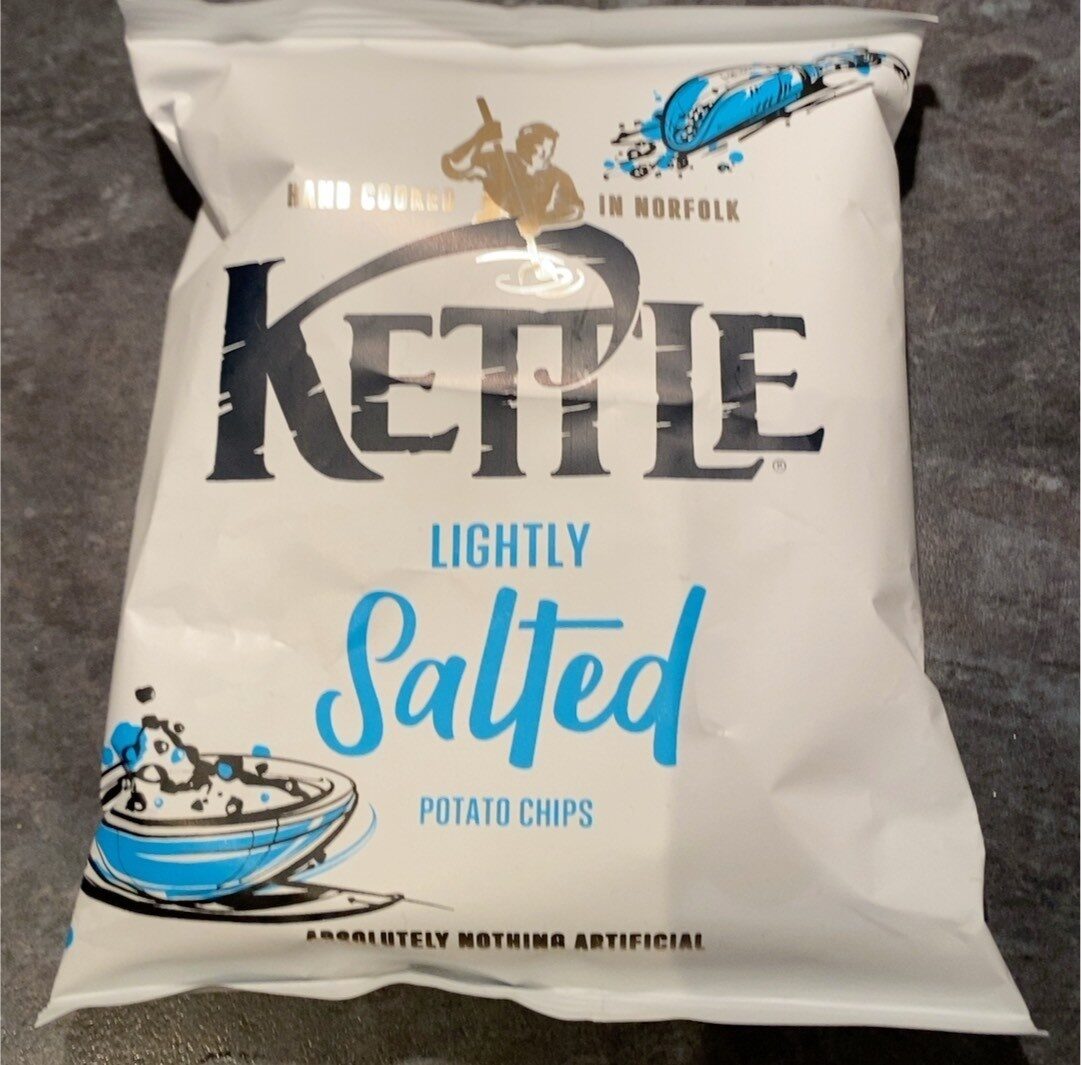 HAND COOKED IN NORFOLK
KETTLE
®
LIGHTLY
Salted
POTATO CHIPS
ABSOLUTELY NOTHING ARTIFICIAL